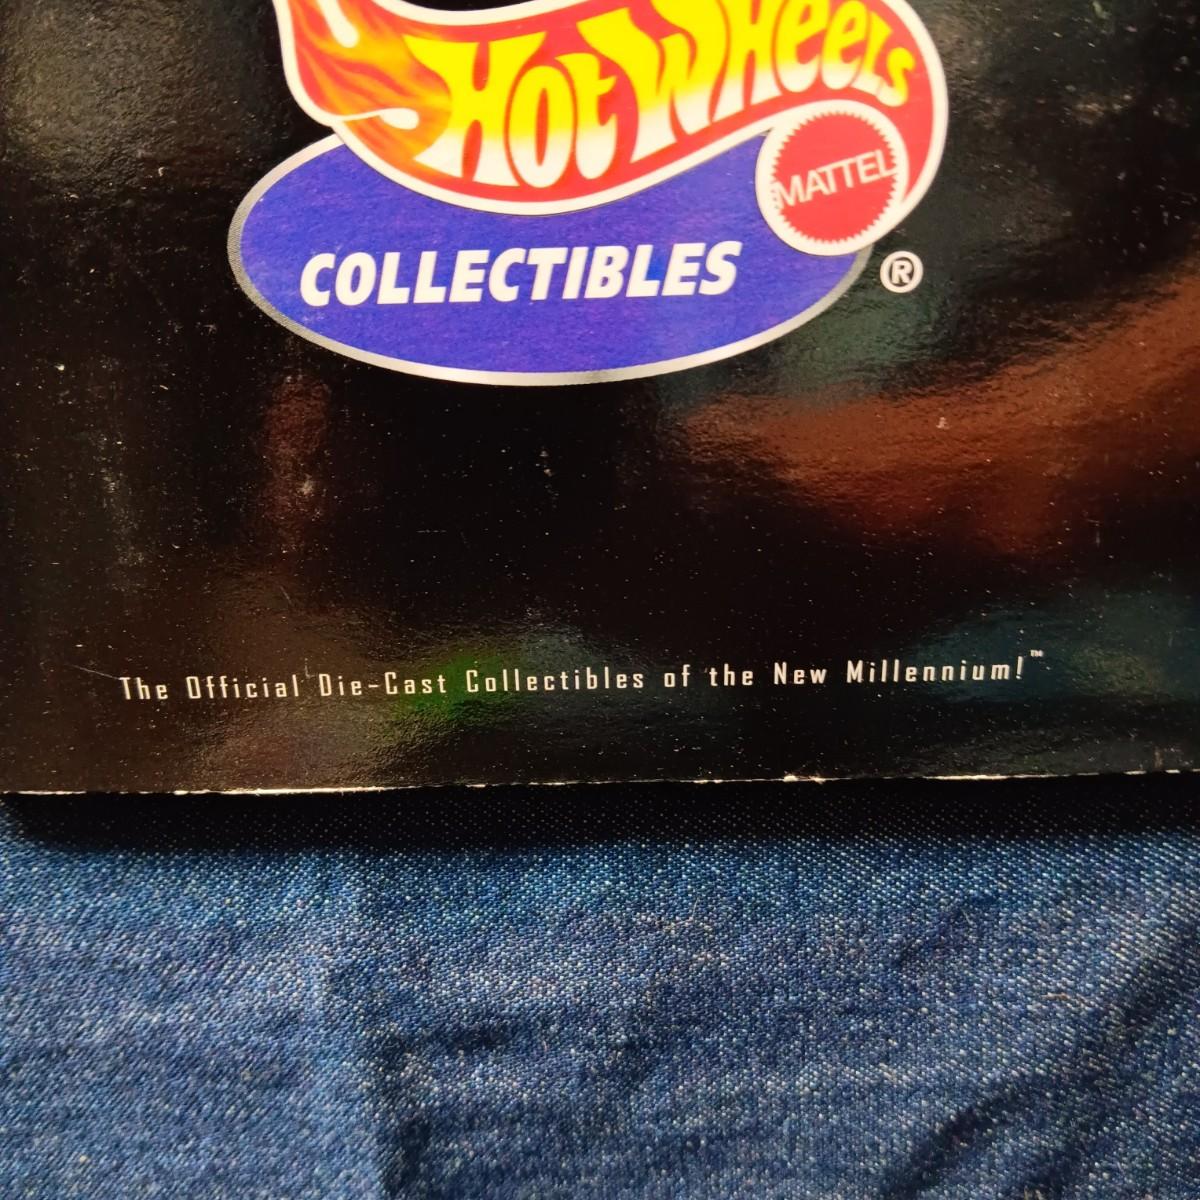 Hot Wheels
MATTEL
COLLECTIBLES ®
The Official Die-Cast Collectibles of the New Millennium!™